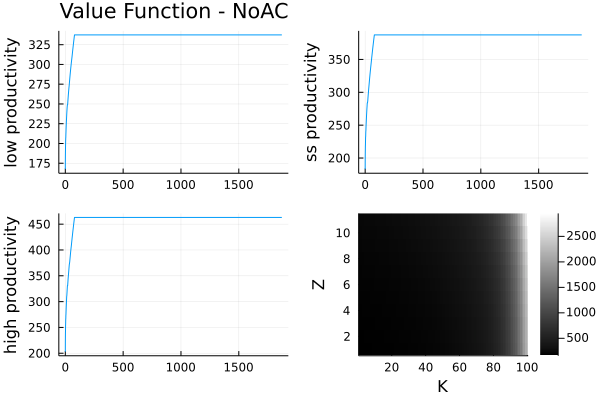 Value Function - NoAC
low productivity
325
300
275
250
225
200
175
0 500 1000 1500
ss productivity
350
300
250
200
0 500 1000 1500
high productivity
450
400
350
300
250
200
0 500 1000 1500
Z
10
8
6
4
2
20 40 60 80 100
K
2500
2000
1500
1000
500